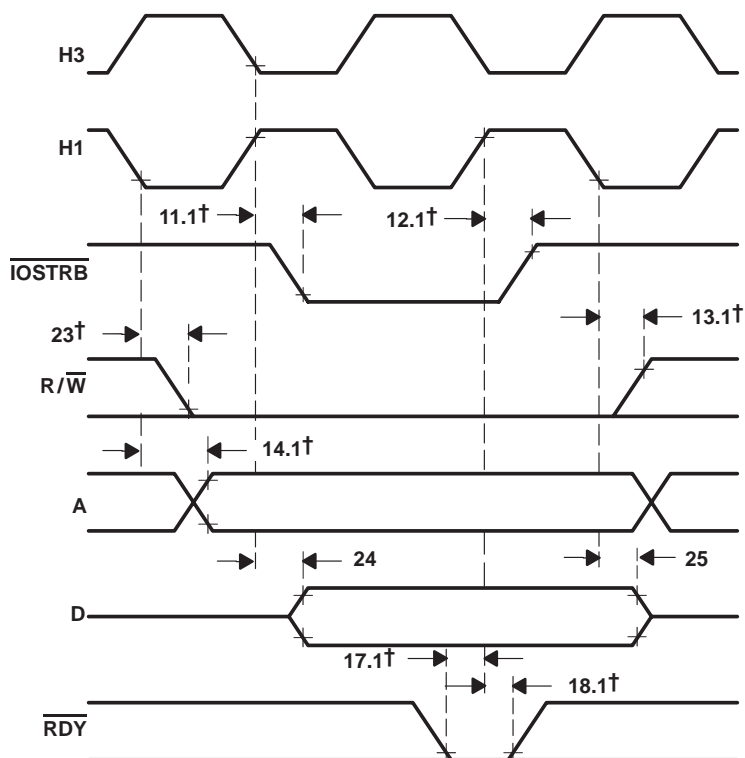 H3
H1
11.1†
12.1†
IOSTRB
23†
13.1†
R/W
14.1†
A
24
25
D
17.1†
18.1†
RDY